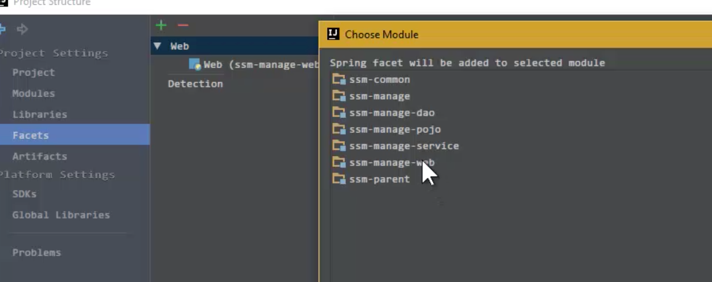 Project Structure
Choose Module
Project Settings
Project
Modules
Libraries
Facets
Artifacts
Platform Settings
SDKs
Global Libraries
Problems
Web
Web (ssm-manage-web
Detection
Spring facet will be added to selected module
ssm-common
ssm-manage
ssm-manage-dao
ssm-manage-pojo
ssm-manage-service
ssm-manage-web
ssm-parent